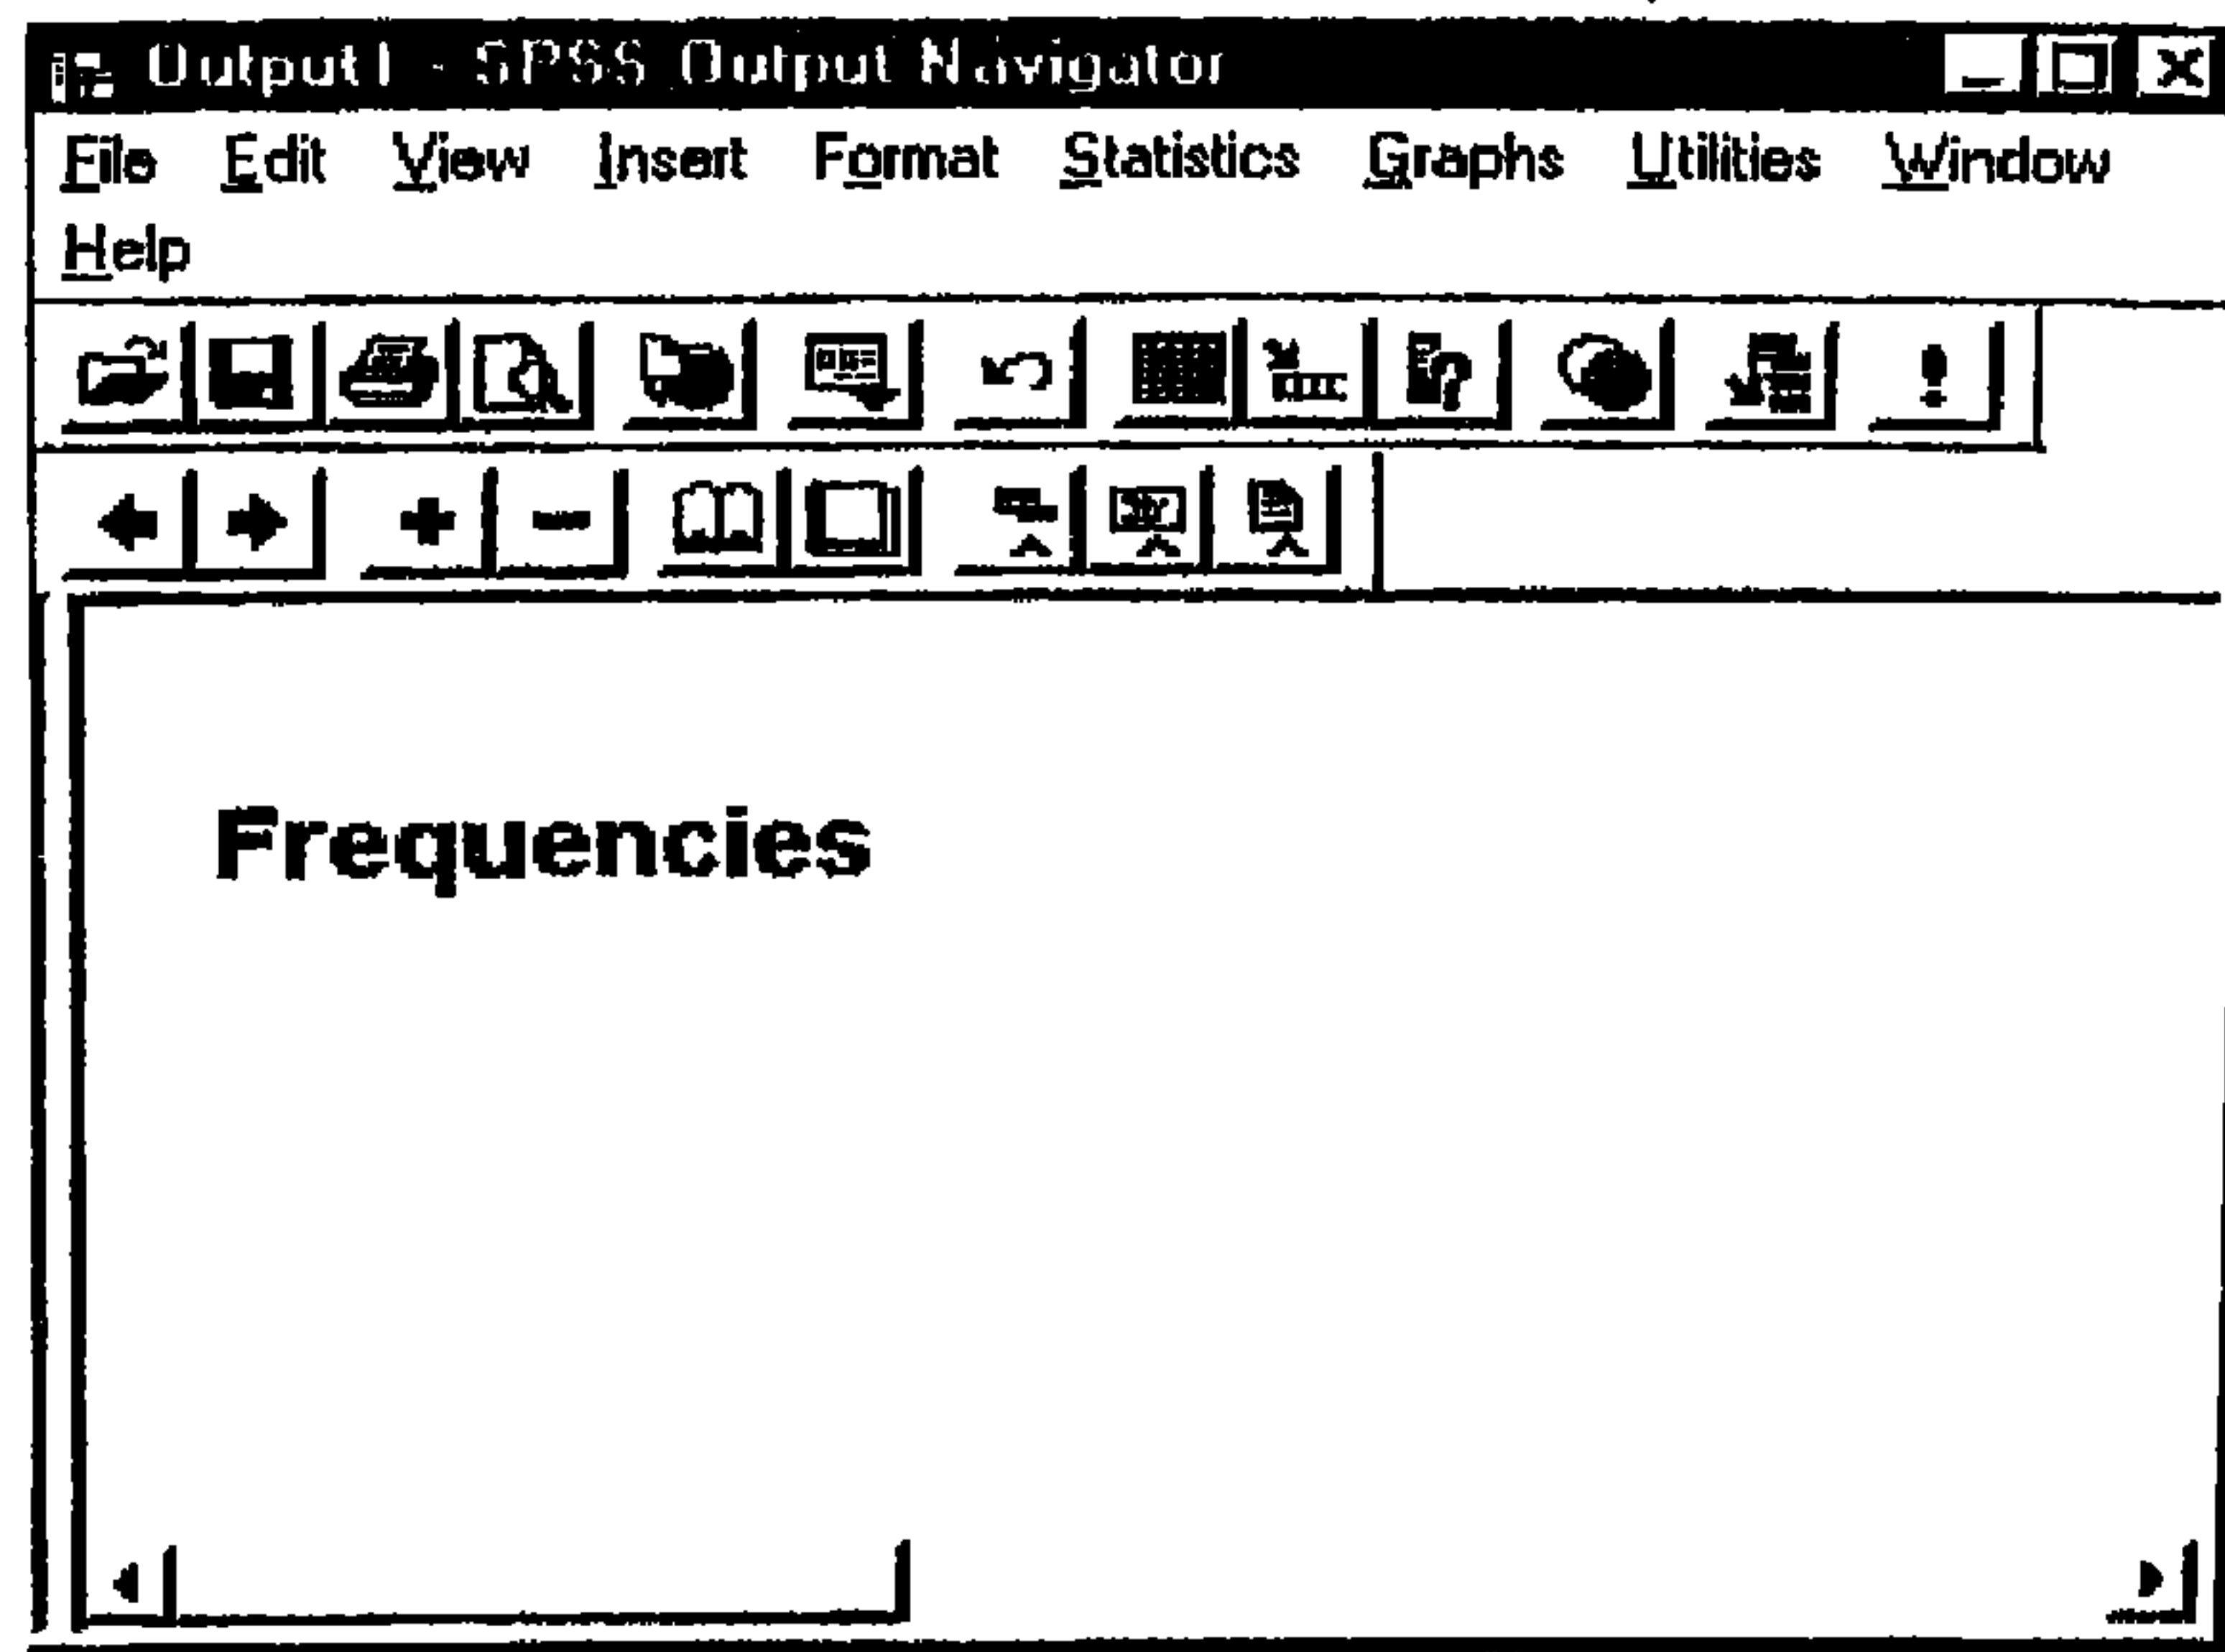 Output1 - SPSS Output Navigator
File Edit View Insert Format Statistics Graphs Utilities Window
Help
Frequencies